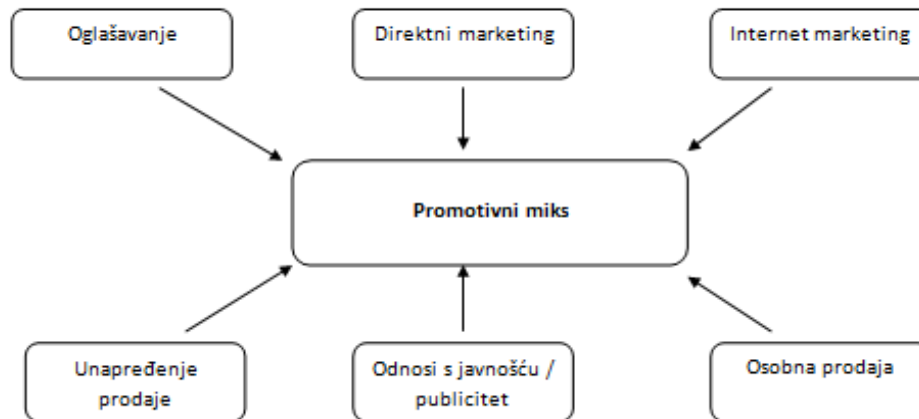 Oglašavanje
Direktni marketing
Internet marketing
Promotivni miks
Unapređenje
prodaje
Odnosi s javnošću /
publicitet
Osobna prodaja